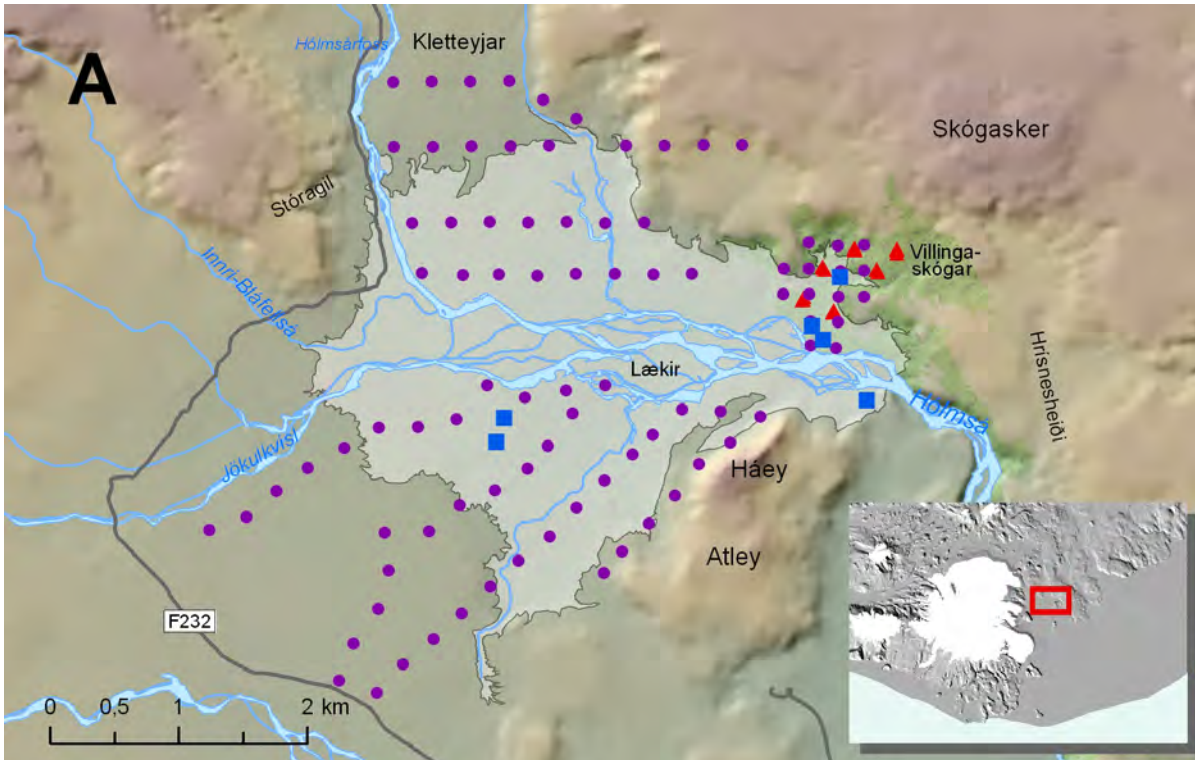 A
Hólmsárfoss
Kletteyjar
Skógasker
Stóragil
Innri-Bláfellsá
Villinga-
skógar
Hrísnesheiði
Lækir
Hólmsá
Jökulkvísl
Háey
Atley
F232
0 0,5 1 2 km